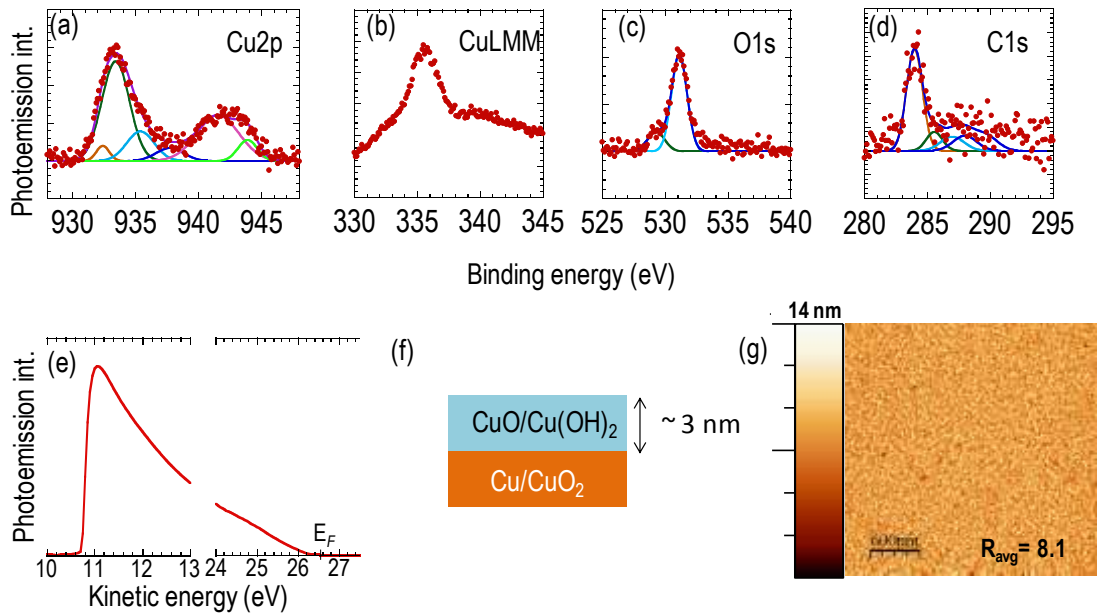 (a) Cu2p
(b) CuLMM
(c) O1s
(d) C1s
Photoemission int.
930 935 940 945
330 335 340 345
525 530 535 540
280 285 290 295
Binding energy (eV)
(e)
Photoemission int.
E_F
10 11 12 13 24 25 26 27
Kinetic energy (eV)
(f)
CuO/Cu(OH)₂
~ 3 nm
Cu/CuO₂
14 nm
(g)
R_avg= 8.1